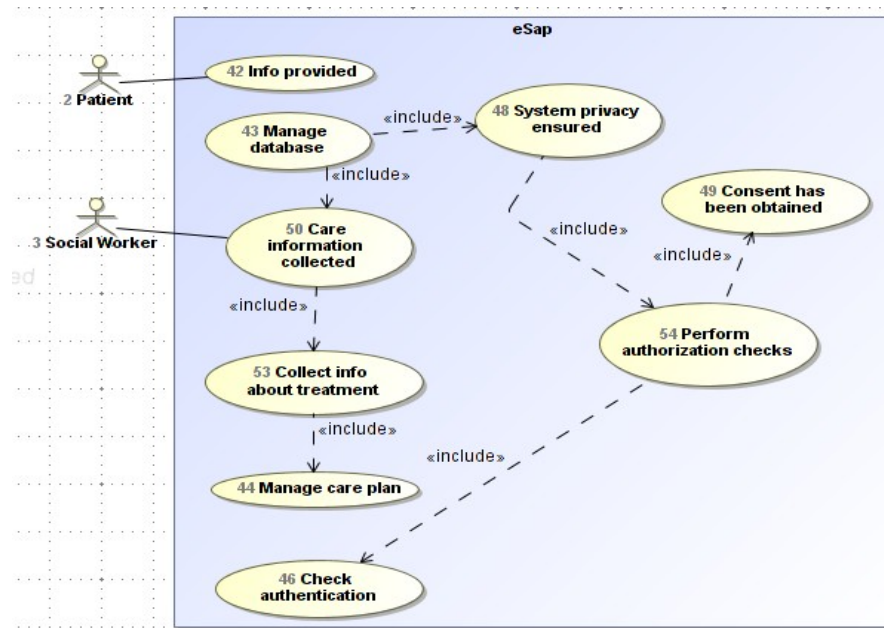 eSap
42 Info provided
2 Patient
43 Manage
database
«include»
48 System privacy
ensured
«include»
49 Consent has
been obtained
50 Care
information
collected
3 Social Worker
«include»
«include»
«include»
54 Perform
authorization checks
53 Collect info
about treatment
«include»
«include»
44 Manage care plan
46 Check
authentication